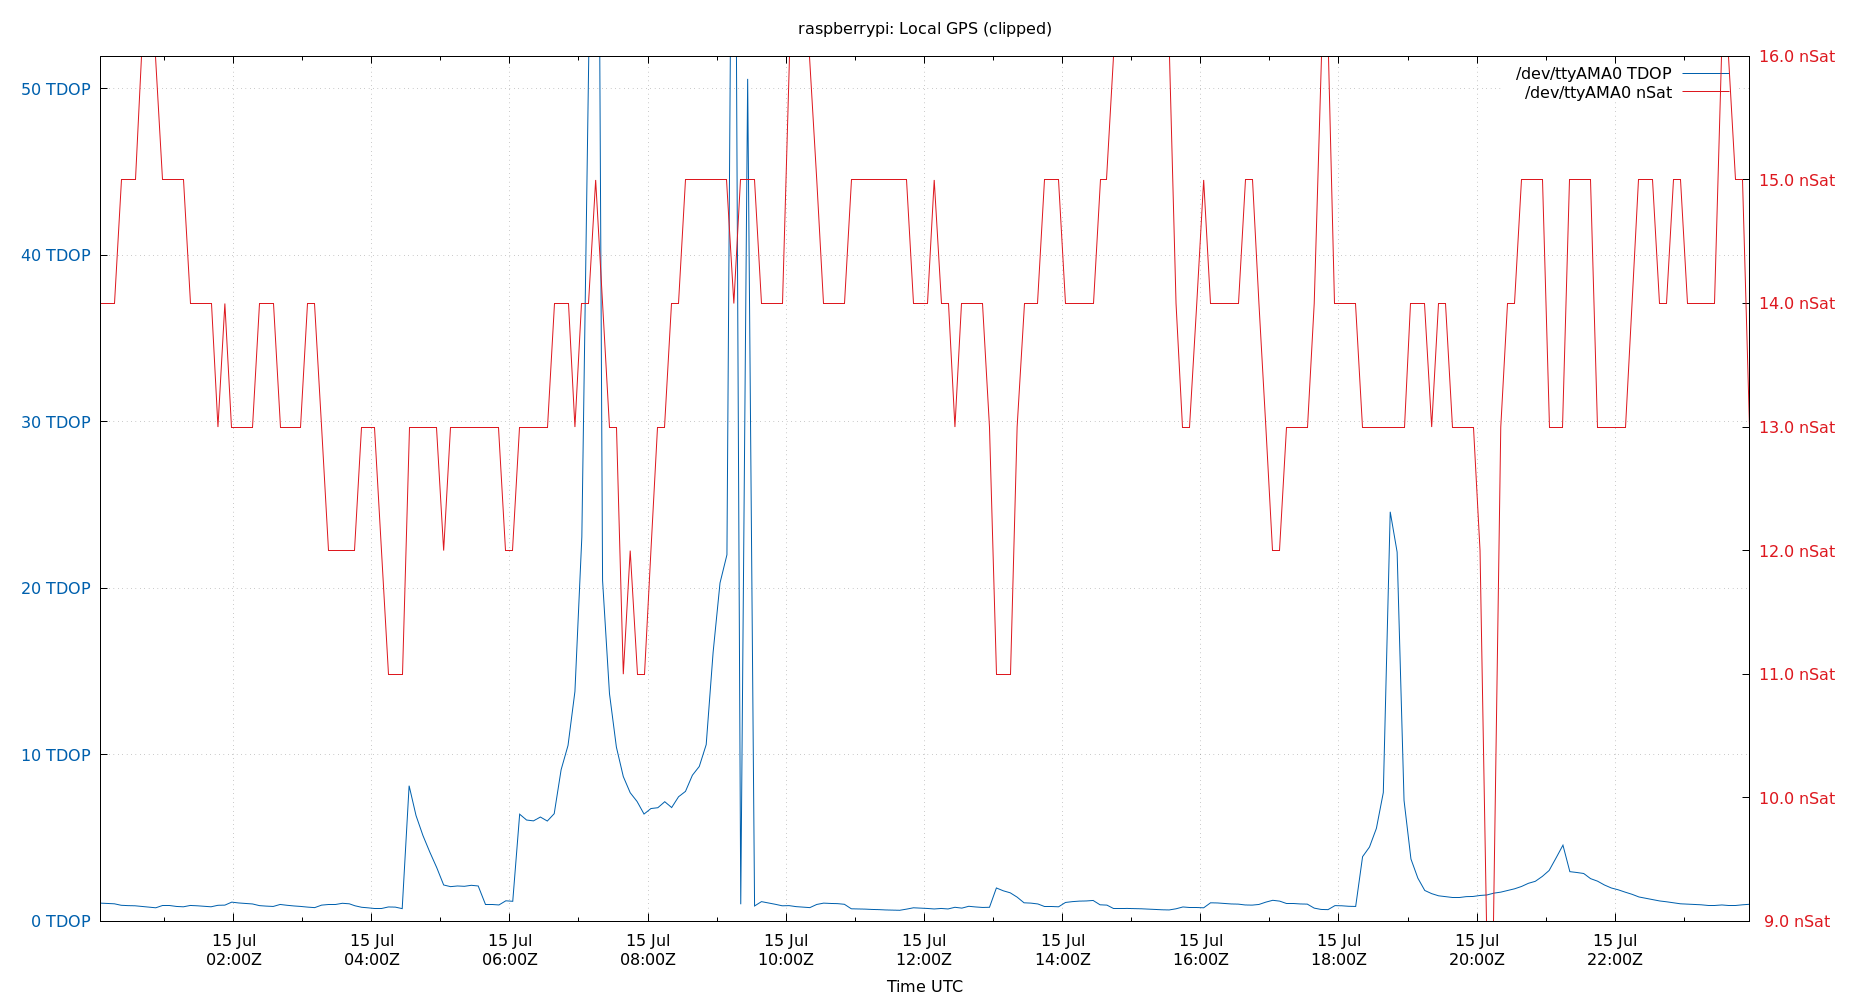 raspberrypi: Local GPS (clipped)
/dev/ttyAMA0 TDOP
/dev/ttyAMA0 nSat
50 TDOP
40 TDOP
30 TDOP
20 TDOP
10 TDOP
0 TDOP
16.0 nSat
15.0 nSat
14.0 nSat
13.0 nSat
12.0 nSat
11.0 nSat
10.0 nSat
9.0 nSat
15 Jul
02:00Z
15 Jul
04:00Z
15 Jul
06:00Z
15 Jul
08:00Z
15 Jul
10:00Z
15 Jul
12:00Z
15 Jul
14:00Z
15 Jul
16:00Z
15 Jul
18:00Z
15 Jul
20:00Z
15 Jul
22:00Z
Time UTC